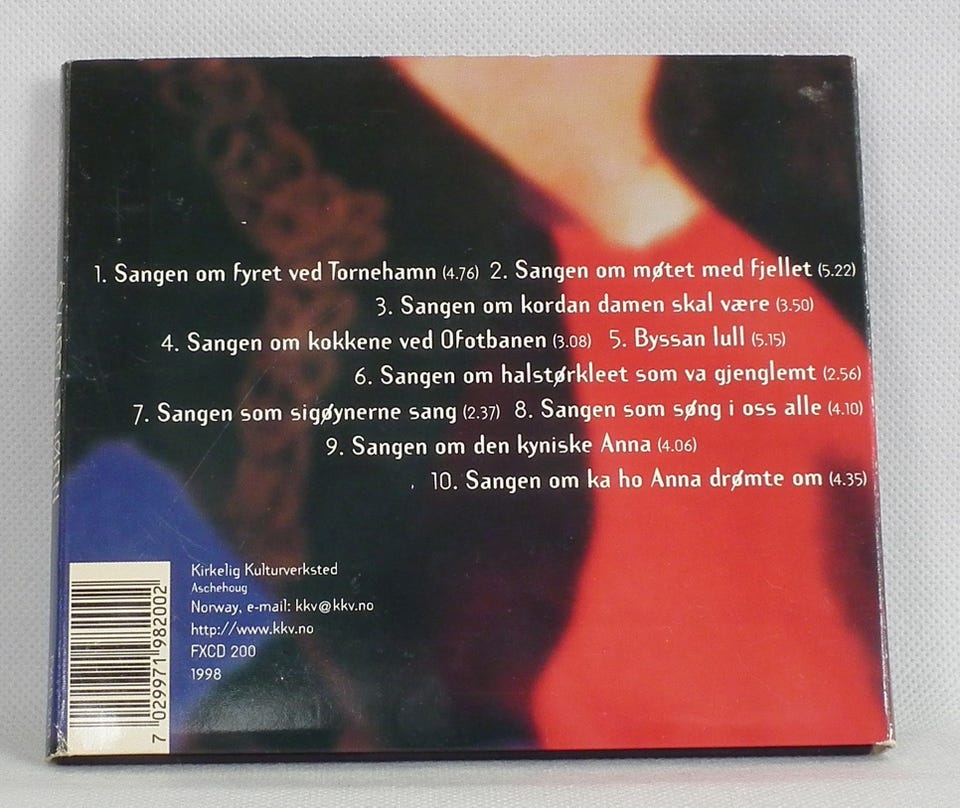 1. Sangen om fyret ved Tornehamn (4.76) 2. Sangen om møtet med fjellet (5.22)
3. Sangen om kordan damen skal være (3.50)
4. Sangen om kokkene ved Ofotbanen (3.08) 5. Byssan lull (5.15)
6. Sangen om halstørkleet som va gjenglemt (2.56)
7. Sangen som sigøynerne sang (2.37) 8. Sangen som søng i oss alle (4.10)
9. Sangen om den kyniske Anna (4.06)
10. Sangen om ka ho Anna drømte om (4.35)
Kirkelig Kulturverksted
Aschehoug
Norway, e-mail: kkv@kkv.no
http://www.kkv.no
FXCD 200
1998
7 029971 982002